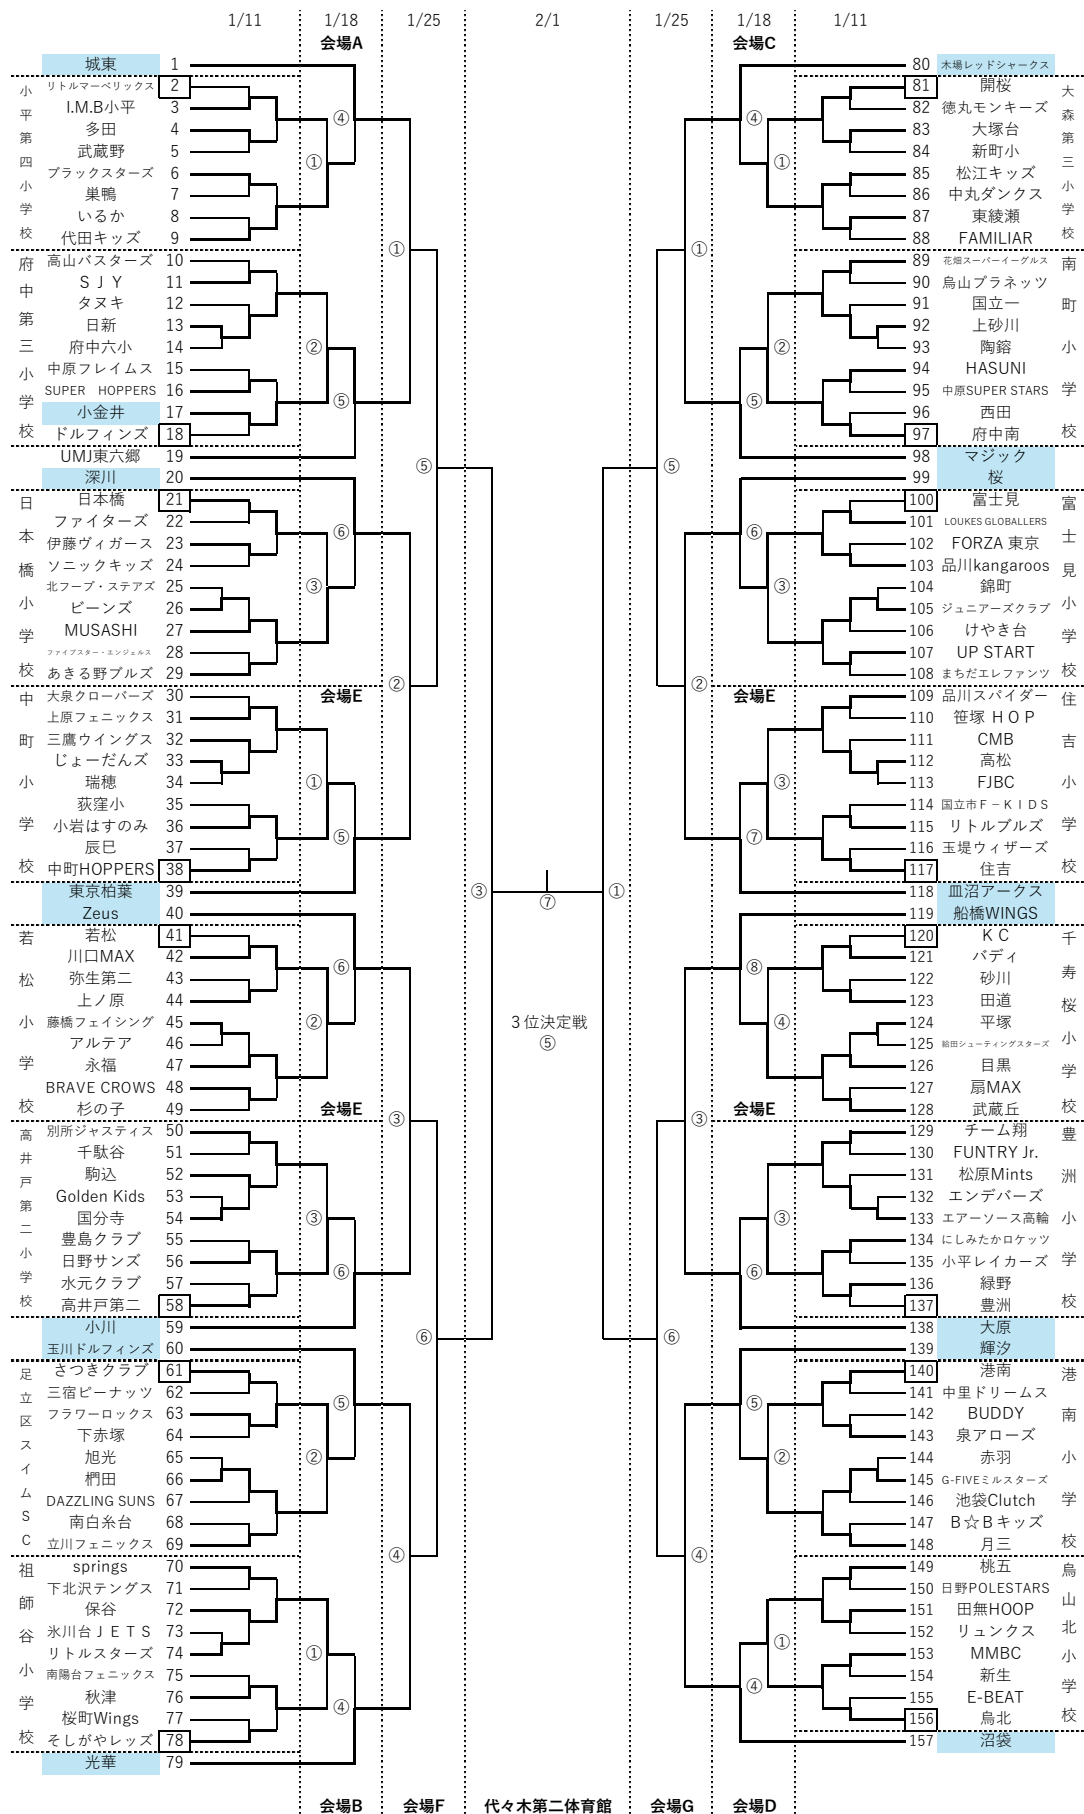 1/11 1/18 1/25 2/1 1/25 1/18 1/11
会場A 会場C
城東 1
リトルマーベリックス 2
I.M.B小平 3
多田 4
武蔵野 5
ブラックスターズ 6
巣鴨 7
いるか 8
代田キッズ 9
小平第四小学校
高山バスターズ 10
ＳＪＹ 11
タヌキ 12
日新 13
府中六小 14
中原フレイムス 15
SUPER HOPPERS 16
小金井 17
ドルフィンズ 18
府中第三小学校
UMJ東六郷 19
深川 20
日本橋 21
ファイターズ 22
伊藤ヴィガース 23
ソニックキッズ 24
北フープ・ステアズ 25
ビーンズ 26
MUSASHI 27
ファイブスター・エンジェルス 28
あきる野ブルズ 29
日本橋小学校
会場E
大泉クローバーズ 30
上原フェニックス 31
三鷹ウイングス 32
じょーだんズ 33
瑞穂 34
荻窪小 35
小岩はすのみ 36
辰巳 37
中町HOPPERS 38
中町小学校
東京柏葉 39
Zeus 40
若松 41
川口MAX 42
弥生第二 43
上ノ原 44
藤橋フェイシング 45
アルテア 46
永福 47
BRAVE CROWS 48
杉の子 49
若松小学校
会場E
別所ジャスティス 50
千駄谷 51
駒込 52
Golden Kids 53
国分寺 54
豊島クラブ 55
日野サンズ 56
水元クラブ 57
高井戸第二 58
高井戸第二小学校
小川 59
玉川ドルフィンズ 60
さつきクラブ 61
三宿ピーナッツ 62
フラワーロックス 63
下赤塚 64
旭光 65
椚田 66
DAZZLING SUNS 67
南白糸台 68
立川フェニックス 69
足立区スイムSC
springs 70
下北沢テングス 71
保谷 72
氷川台ＪＥＴＳ 73
リトルスターズ 74
南陽台フェニックス 75
秋津 76
桜町Wings 77
そしがやレッズ 78
祖師谷小学校
光華 79
④
①
①
②
⑤
⑤
⑥
③
②
①
⑤
③
⑥
②
③
③
⑥
⑥
⑤
②
④
①
④
⑦
３位決定戦
⑤
80 木場レッドシャークス
81 開桜
82 徳丸モンキーズ
83 大塚台
84 新町小
85 松江キッズ
86 中丸ダンクス
87 東綾瀬
88 FAMILIAR
大森第三小学校
89 花畑スーパーイーグルス
90 烏山プラネッツ
91 国立一
92 上砂川
93 陶鎔
94 HASUNI
95 中原SUPER STARS
96 西田
97 府中南
南町小学校
98 マジック
99 桜
100 富士見
101 LOUKES GLOBALLERS
102 FORZA 東京
103 品川kangaroos
104 錦町
105 ジュニアーズクラブ
106 けやき台
107 UP START
108 まちだエレファンツ
富士見小学校
会場E
109 品川スパイダー
110 笹塚ＨＯＰ
111 CMB
112 高松
113 FJBC
114 国立市Ｆ－ＫＩＤＳ
115 リトルブルズ
116 玉堤ウィザーズ
117 住吉
住吉小学校
118 皿沼アークス
119 船橋WINGS
120 ＫＣ
121 バディ
122 砂川
123 田道
124 平塚
125 給田シューティングスターズ
126 目黒
127 扇MAX
128 武蔵丘
千寿桜小学校
会場E
129 チーム翔
130 FUNTRY Jr.
131 松原Mints
132 エンデバーズ
133 エアーソース高輪
134 にしみたかロケッツ
135 小平レイカーズ
136 緑野
137 豊洲
豊洲小学校
138 大原
139 輝汐
140 港南
141 中里ドリームス
142 BUDDY
143 泉アローズ
144 赤羽
145 G-FIVEミルスターズ
146 池袋Clutch
147 Ｂ☆Ｂキッズ
148 月三
港南小学校
149 桃五
150 日野POLESTARS
151 田無HOOP
152 リュンクス
153 MMBC
154 新生
155 E-BEAT
156 烏北
烏山北小学校
157 沼袋
④
①
①
②
⑤
⑤
⑥
③
②
③
⑦
①
⑧
④
③
③
⑥
⑥
⑤
②
④
①
④
会場B 会場F 代々木第二体育館 会場G 会場D